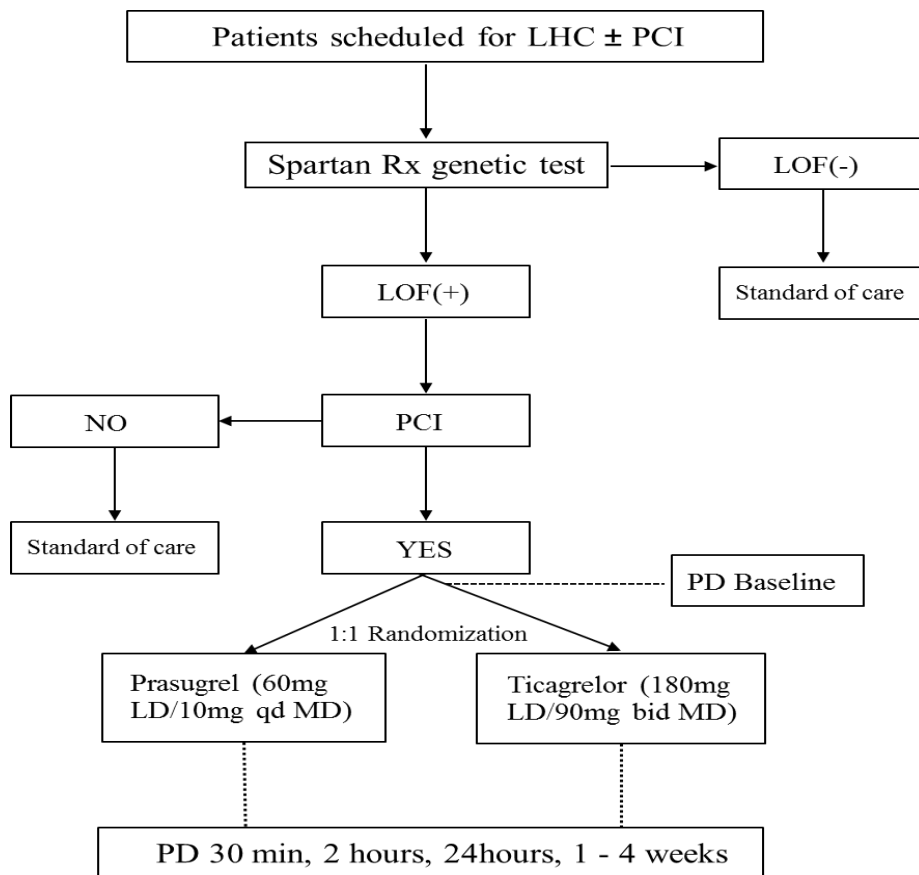 Patients scheduled for LHC ± PCI
Spartan Rx genetic test
LOF(-)
LOF(+)
Standard of care
NO
PCI
Standard of care
YES
PD Baseline
1:1 Randomization
Prasugrel (60mg
LD/10mg qd MD)
Ticagrelor (180mg
LD/90mg bid MD)
PD 30 min, 2 hours, 24hours, 1 - 4 weeks